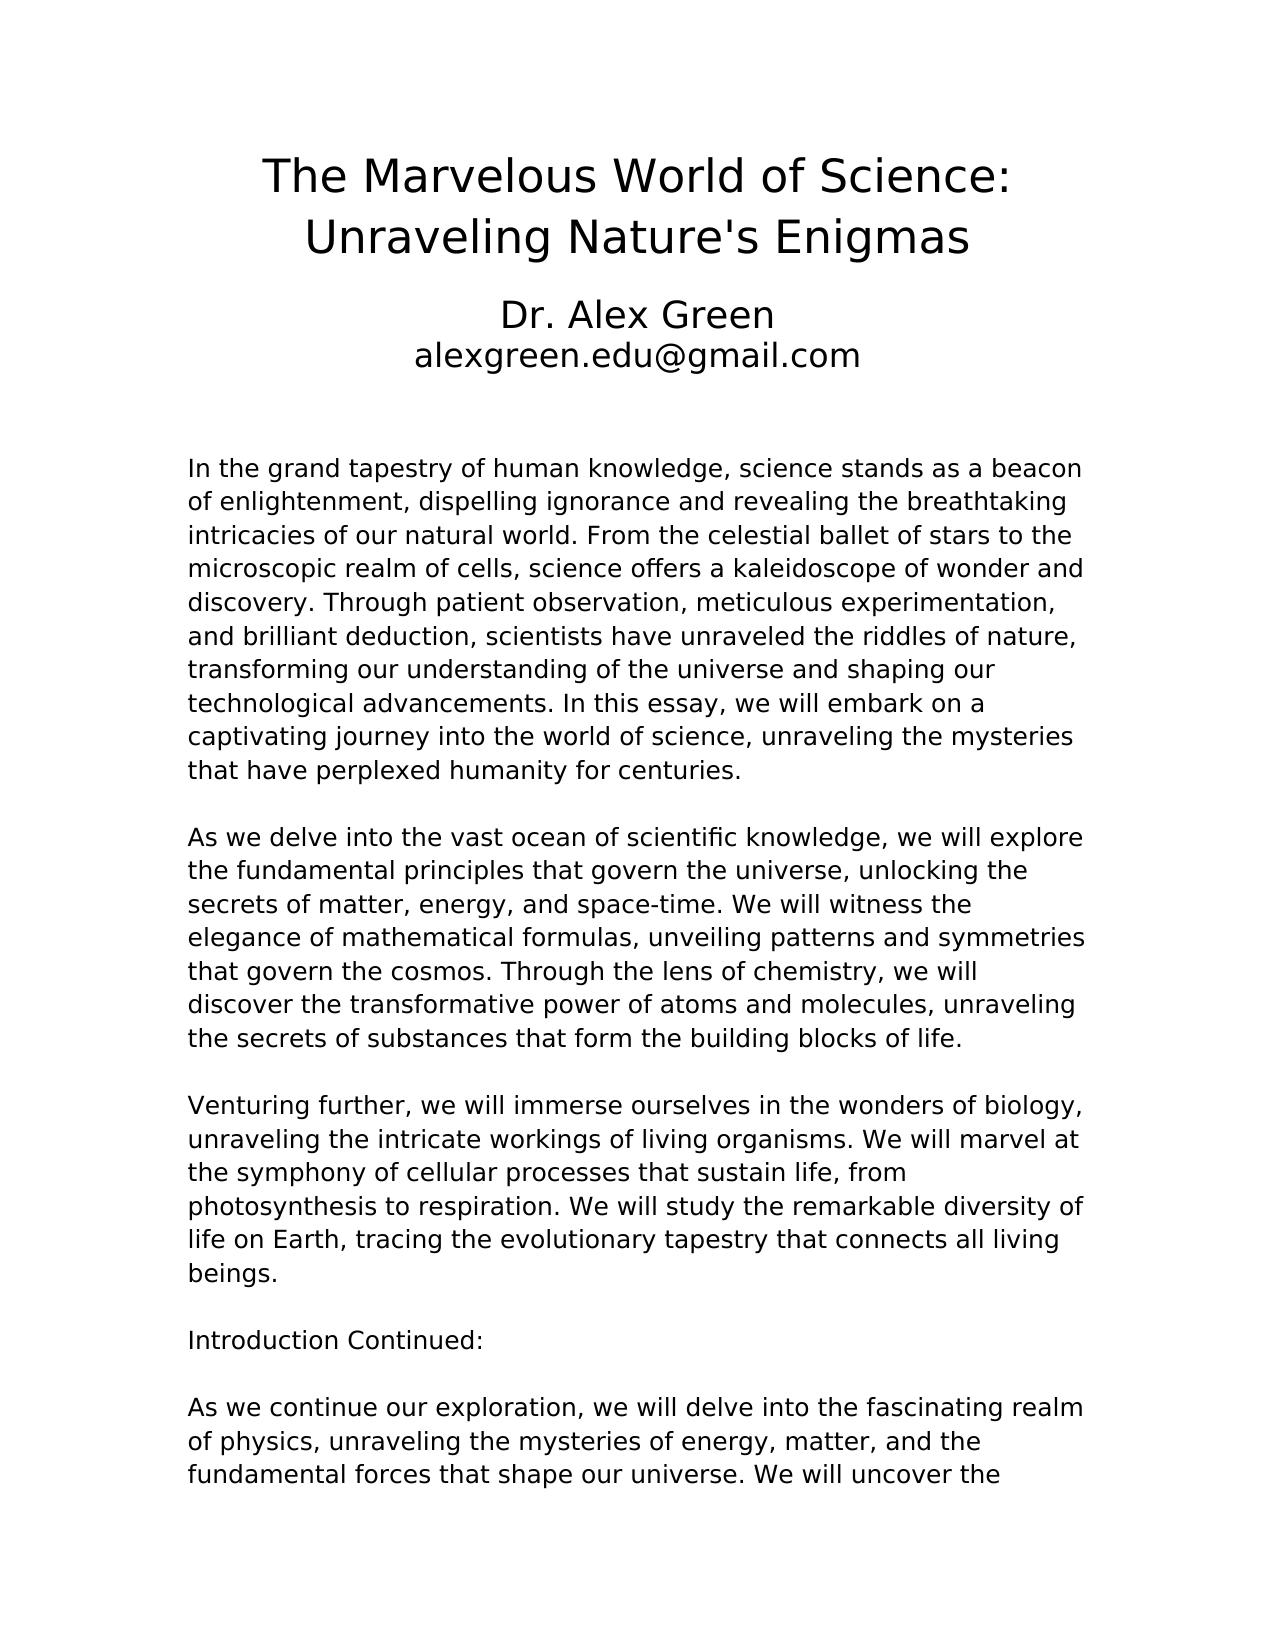 The Marvelous World of Science:
Unraveling Nature's Enigmas
Dr. Alex Green
alexgreen.edu@gmail.com
In the grand tapestry of human knowledge, science stands as a beacon
of enlightenment, dispelling ignorance and revealing the breathtaking
intricacies of our natural world. From the celestial ballet of stars to the
microscopic realm of cells, science offers a kaleidoscope of wonder and
discovery. Through patient observation, meticulous experimentation,
and brilliant deduction, scientists have unraveled the riddles of nature,
transforming our understanding of the universe and shaping our
technological advancements. In this essay, we will embark on a
captivating journey into the world of science, unraveling the mysteries
that have perplexed humanity for centuries.
As we delve into the vast ocean of scientific knowledge, we will explore
the fundamental principles that govern the universe, unlocking the
secrets of matter, energy, and space-time. We will witness the
elegance of mathematical formulas, unveiling patterns and symmetries
that govern the cosmos. Through the lens of chemistry, we will
discover the transformative power of atoms and molecules, unraveling
the secrets of substances that form the building blocks of life.
Venturing further, we will immerse ourselves in the wonders of biology,
unraveling the intricate workings of living organisms. We will marvel at
the symphony of cellular processes that sustain life, from
photosynthesis to respiration. We will study the remarkable diversity of
life on Earth, tracing the evolutionary tapestry that connects all living
beings.
Introduction Continued:
As we continue our exploration, we will delve into the fascinating realm
of physics, unraveling the mysteries of energy, matter, and the
fundamental forces that shape our universe. We will uncover the